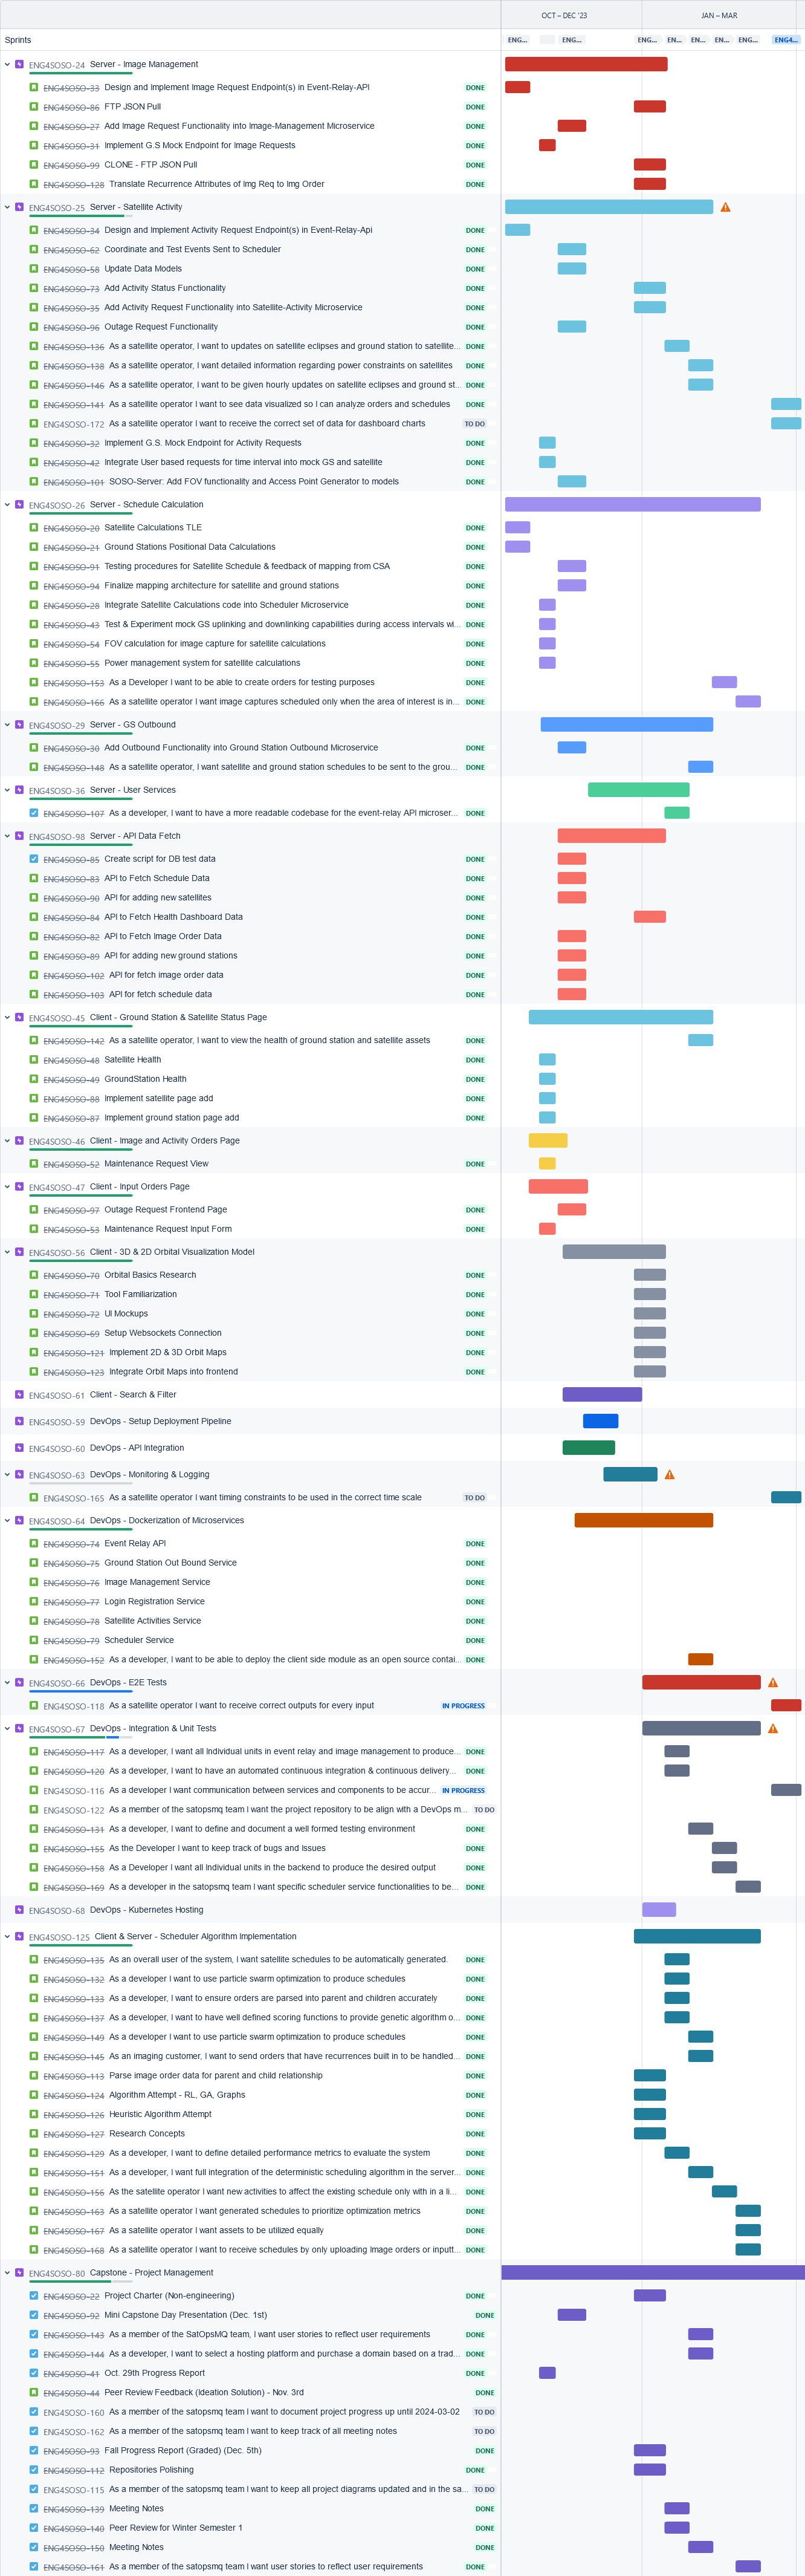 OCT – DEC '23 JAN – MAR
Sprints ENG... ENG... ENG... EN... EN... EN... ENG... ENG4...
ENG4SOSO-24 Server - Image Management
ENG4SOSO-33 Design and Implement Image Request Endpoint(s) in Event-Relay-API DONE
ENG4SOSO-86 FTP JSON Pull DONE
ENG4SOSO-27 Add Image Request Functionality into Image-Management Microservice DONE
ENG4SOSO-31 Implement G.S Mock Endpoint for Image Requests DONE
ENG4SOSO-99 CLONE - FTP JSON Pull DONE
ENG4SOSO-128 Translate Recurrence Attributes of Img Req to Img Order DONE
ENG4SOSO-25 Server - Satellite Activity
ENG4SOSO-34 Design and Implement Activity Request Endpoint(s) in Event-Relay-Api DONE
ENG4SOSO-62 Coordinate and Test Events Sent to Scheduler DONE
ENG4SOSO-58 Update Data Models DONE
ENG4SOSO-73 Add Activity Status Functionality DONE
ENG4SOSO-35 Add Activity Request Functionality into Satellite-Activity Microservice DONE
ENG4SOSO-96 Outage Request Functionality DONE
ENG4SOSO-136 As a satellite operator, I want to updates on satellite eclipses and ground station to satellite... DONE
ENG4SOSO-138 As a satellite operator, I want detailed information regarding power constraints on satellites DONE
ENG4SOSO-146 As a satellite operator, I want to be given hourly updates on satellite eclipses and ground st... DONE
ENG4SOSO-141 As a satellite operator I want to see data visualized so I can analyze orders and schedules DONE
ENG4SOSO-172 As a satellite operator I want to receive the correct set of data for dashboard charts TO DO
ENG4SOSO-32 Implement G.S. Mock Endpoint for Activity Requests DONE
ENG4SOSO-42 Integrate User based requests for time interval into mock GS and satellite DONE
ENG4SOSO-101 SOSO-Server: Add FOV functionality and Access Point Generator to models DONE
ENG4SOSO-26 Server - Schedule Calculation
ENG4SOSO-20 Satellite Calculations TLE DONE
ENG4SOSO-21 Ground Stations Positional Data Calculations DONE
ENG4SOSO-91 Testing procedures for Satellite Schedule & feedback of mapping from CSA DONE
ENG4SOSO-94 Finalize mapping architecture for satellite and ground stations DONE
ENG4SOSO-28 Integrate Satellite Calculations code into Scheduler Microservice DONE
ENG4SOSO-43 Test & Experiment mock GS uplinking and downlinking capabilities during access intervals wi... DONE
ENG4SOSO-54 FOV calculation for image capture for satellite calculations DONE
ENG4SOSO-55 Power management system for satellite calculations DONE
ENG4SOSO-153 As a Developer I want to be able to create orders for testing purposes DONE
ENG4SOSO-166 As a satellite operator I want image captures scheduled only when the area of interest is in... DONE
ENG4SOSO-29 Server - GS Outbound
ENG4SOSO-30 Add Outbound Functionality into Ground Station Outbound Microservice DONE
ENG4SOSO-148 As a satellite operator, I want satellite and ground station schedules to be sent to the grou... DONE
ENG4SOSO-36 Server - User Services
ENG4SOSO-107 As a developer, I want to have a more readable codebase for the event-relay API microser... DONE
ENG4SOSO-98 Server - API Data Fetch
ENG4SOSO-85 Create script for DB test data DONE
ENG4SOSO-83 API to Fetch Schedule Data DONE
ENG4SOSO-90 API for adding new satellites DONE
ENG4SOSO-84 API to Fetch Health Dashboard Data DONE
ENG4SOSO-82 API to Fetch Image Order Data DONE
ENG4SOSO-89 API for adding new ground stations DONE
ENG4SOSO-102 API for fetch image order data DONE
ENG4SOSO-103 API for fetch schedule data DONE
ENG4SOSO-45 Client - Ground Station & Satellite Status Page
ENG4SOSO-142 As a satellite operator, I want to view the health of ground station and satellite assets DONE
ENG4SOSO-48 Satellite Health DONE
ENG4SOSO-49 GroundStation Health DONE
ENG4SOSO-88 Implement satellite page add DONE
ENG4SOSO-87 Implement ground station page add DONE
ENG4SOSO-46 Client - Image and Activity Orders Page
ENG4SOSO-52 Maintenance Request View DONE
ENG4SOSO-47 Client - Input Orders Page
ENG4SOSO-97 Outage Request Frontend Page DONE
ENG4SOSO-53 Maintenance Request Input Form DONE
ENG4SOSO-56 Client - 3D & 2D Orbital Visualization Model
ENG4SOSO-70 Orbital Basics Research DONE
ENG4SOSO-71 Tool Familiarization DONE
ENG4SOSO-72 UI Mockups DONE
ENG4SOSO-69 Setup Websockets Connection DONE
ENG4SOSO-121 Implement 2D & 3D Orbit Maps DONE
ENG4SOSO-123 Integrate Orbit Maps into frontend DONE
ENG4SOSO-61 Client - Search & Filter
ENG4SOSO-59 DevOps - Setup Deployment Pipeline
ENG4SOSO-60 DevOps - API Integration
ENG4SOSO-63 DevOps - Monitoring & Logging
ENG4SOSO-165 As a satellite operator I want timing constraints to be used in the correct time scale TO DO
ENG4SOSO-64 DevOps - Dockerization of Microservices
ENG4SOSO-74 Event Relay API DONE
ENG4SOSO-75 Ground Station Out Bound Service DONE
ENG4SOSO-76 Image Management Service DONE
ENG4SOSO-77 Login Registration Service DONE
ENG4SOSO-78 Satellite Activities Service DONE
ENG4SOSO-79 Scheduler Service DONE
ENG4SOSO-152 As a developer, I want to be able to deploy the client side module as an open source contai... DONE
ENG4SOSO-66 DevOps - E2E Tests
ENG4SOSO-118 As a satellite operator I want to receive correct outputs for every input IN PROGRESS
ENG4SOSO-67 DevOps - Integration & Unit Tests
ENG4SOSO-117 As a developer, I want all Individual units in event relay and image management to produce... DONE
ENG4SOSO-120 As a developer, I want to have an automated continuous integration & continuous delivery... DONE
ENG4SOSO-116 As a developer I want communication between services and components to be accur... IN PROGRESS
ENG4SOSO-122 As a member of the satopsmq team I want the project repository to be align with a DevOps m... TO DO
ENG4SOSO-131 As a developer, I want to define and document a well formed testing environment DONE
ENG4SOSO-155 As the Developer I want to keep track of bugs and Issues DONE
ENG4SOSO-158 As a Developer I want all Individual units in the backend to produce the desired output DONE
ENG4SOSO-169 As a developer in the satopsmq team I want specific scheduler service functionalities to be... DONE
ENG4SOSO-68 DevOps - Kubernetes Hosting
ENG4SOSO-125 Client & Server - Scheduler Algorithm Implementation
ENG4SOSO-135 As an overall user of the system, I want satellite schedules to be automatically generated. DONE
ENG4SOSO-132 As a developer I want to use particle swarm optimization to produce schedules DONE
ENG4SOSO-133 As a developer I want to ensure orders are parsed into parent and children accurately DONE
ENG4SOSO-137 As a developer, I want to have well defined scoring functions to provide genetic algorithm o... DONE
ENG4SOSO-149 As a developer I want to use particle swarm optimization to produce schedules DONE
ENG4SOSO-145 As an imaging customer, I want to send orders that have recurrences built in to be handled... DONE
ENG4SOSO-113 Parse image order data for parent and child relationship DONE
ENG4SOSO-124 Algorithm Attempt - RL, GA, Graphs DONE
ENG4SOSO-126 Heuristic Algorithm Attempt DONE
ENG4SOSO-127 Research Concepts DONE
ENG4SOSO-129 As a developer, I want to define detailed performance metrics to evaluate the system DONE
ENG4SOSO-151 As a developer, I want full integration of the deterministic scheduling algorithm in the server... DONE
ENG4SOSO-156 As the satellite operator I want new activities to affect the existing schedule only with in a li... DONE
ENG4SOSO-163 As a satellite operator I want generated schedules to prioritize optimization metrics DONE
ENG4SOSO-167 As a satellite operator I want assets to be utilized equally DONE
ENG4SOSO-168 As a satellite operator I want to receive schedules by only uploading Image orders or inputt... DONE
ENG4SOSO-80 Capstone - Project Management
ENG4SOSO-22 Project Charter (Non-engineering) DONE
ENG4SOSO-92 Mini Capstone Day Presentation (Dec. 1st) DONE
ENG4SOSO-143 As a member of the SatOpsMQ team, I want user stories to reflect user requirements DONE
ENG4SOSO-144 As a developer, I want to select a hosting platform and purchase a domain based on a trad... DONE
ENG4SOSO-41 Oct. 29th Progress Report DONE
ENG4SOSO-44 Peer Review Feedback (Ideation Solution) - Nov. 3rd DONE
ENG4SOSO-160 As a member of the satopsmq team I want to document project progress up until 2024-03-02 TO DO
ENG4SOSO-162 As a member of the satopsmq team I want to keep track of all meeting notes TO DO
ENG4SOSO-93 Fall Progress Report (Graded) (Dec. 5th) DONE
ENG4SOSO-112 Repositories Polishing DONE
ENG4SOSO-115 As a member of the satopsmq team I want to keep all project diagrams updated and in the sa... TO DO
ENG4SOSO-139 Meeting Notes DONE
ENG4SOSO-140 Peer Review for Winter Semester 1 DONE
ENG4SOSO-150 Meeting Notes DONE
ENG4SOSO-161 As a member of the satopsmq team I want user stories to reflect user requirements DONE